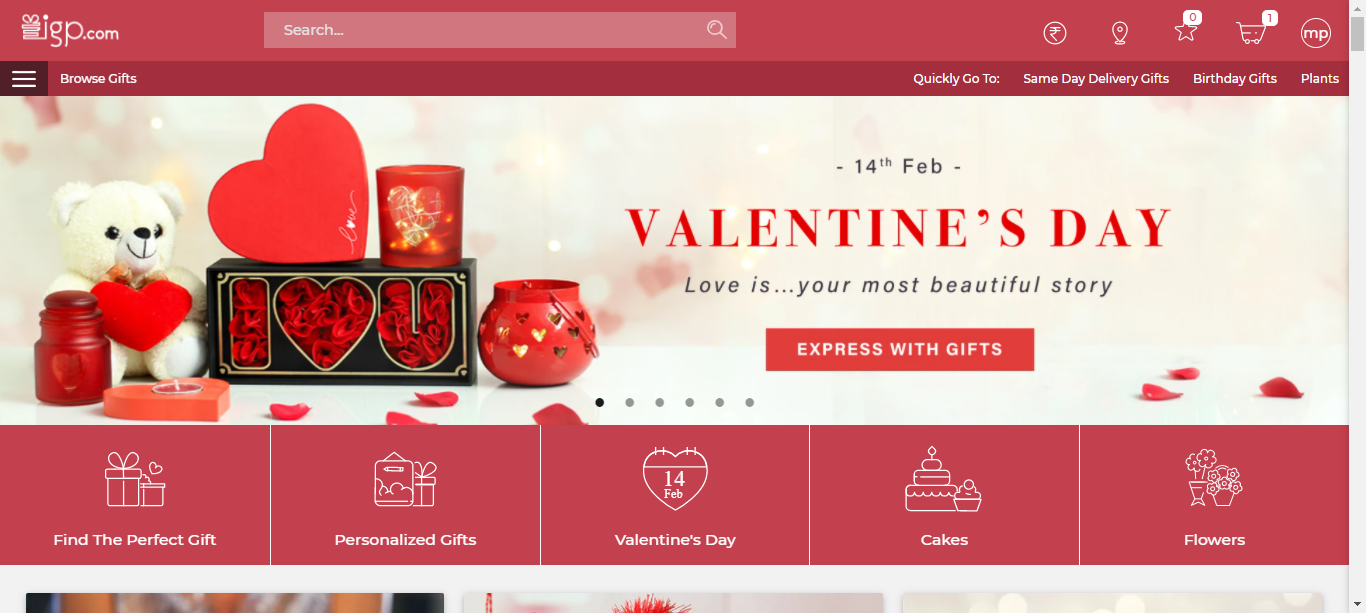 igp.com
Search...
0
1
mp
Browse Gifts
Quickly Go To:
Same Day Delivery Gifts
Birthday Gifts
Plants
- 14th Feb -
VALENTINE'S DAY
Love is...your most beautiful story
EXPRESS WITH GIFTS
love
I U
14
Feb
Find The Perfect Gift
Personalized Gifts
Valentine's Day
Cakes
Flowers